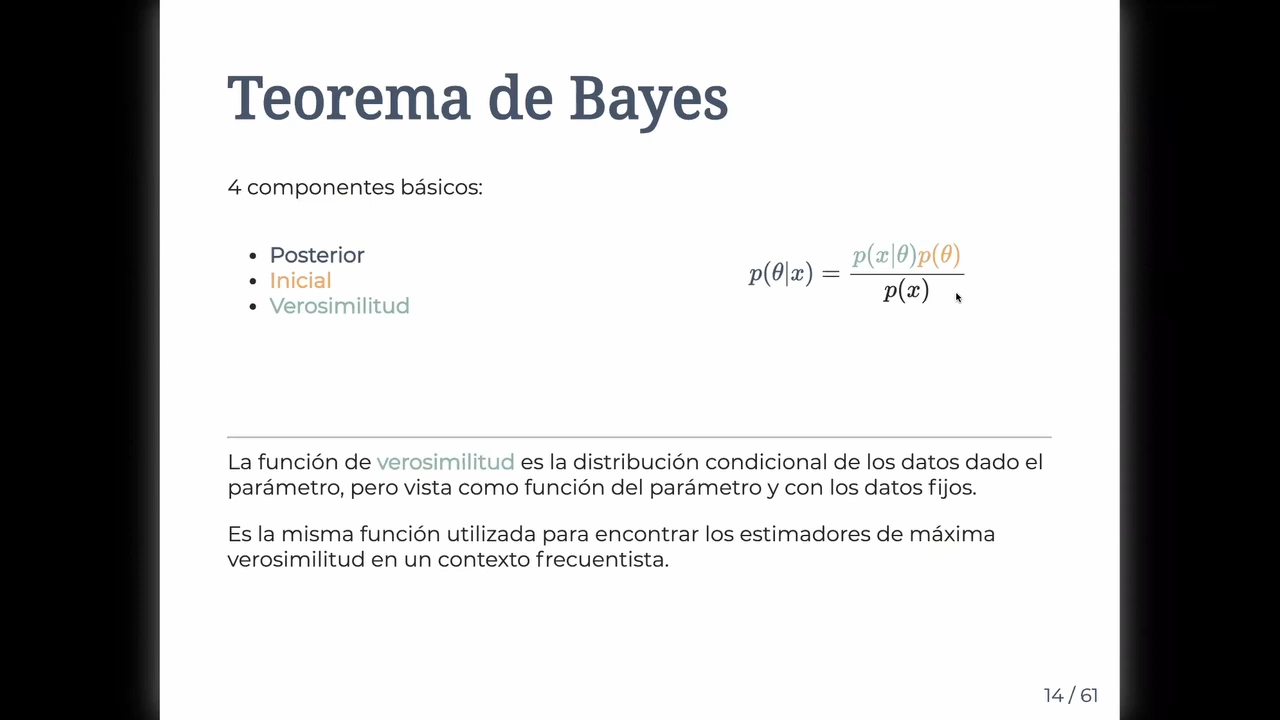 Teorema de Bayes
4 componentes básicos:
• Posterior
• Inicial
• Verosimilitud
p(θ|x) = p(x|θ)p(θ) / p(x)
La función de verosimilitud es la distribución condicional de los datos dado el
parámetro, pero vista como función del parámetro y con los datos fijos.
Es la misma función utilizada para encontrar los estimadores de máxima
verosimilitud en un contexto frecuentista.
14 / 61